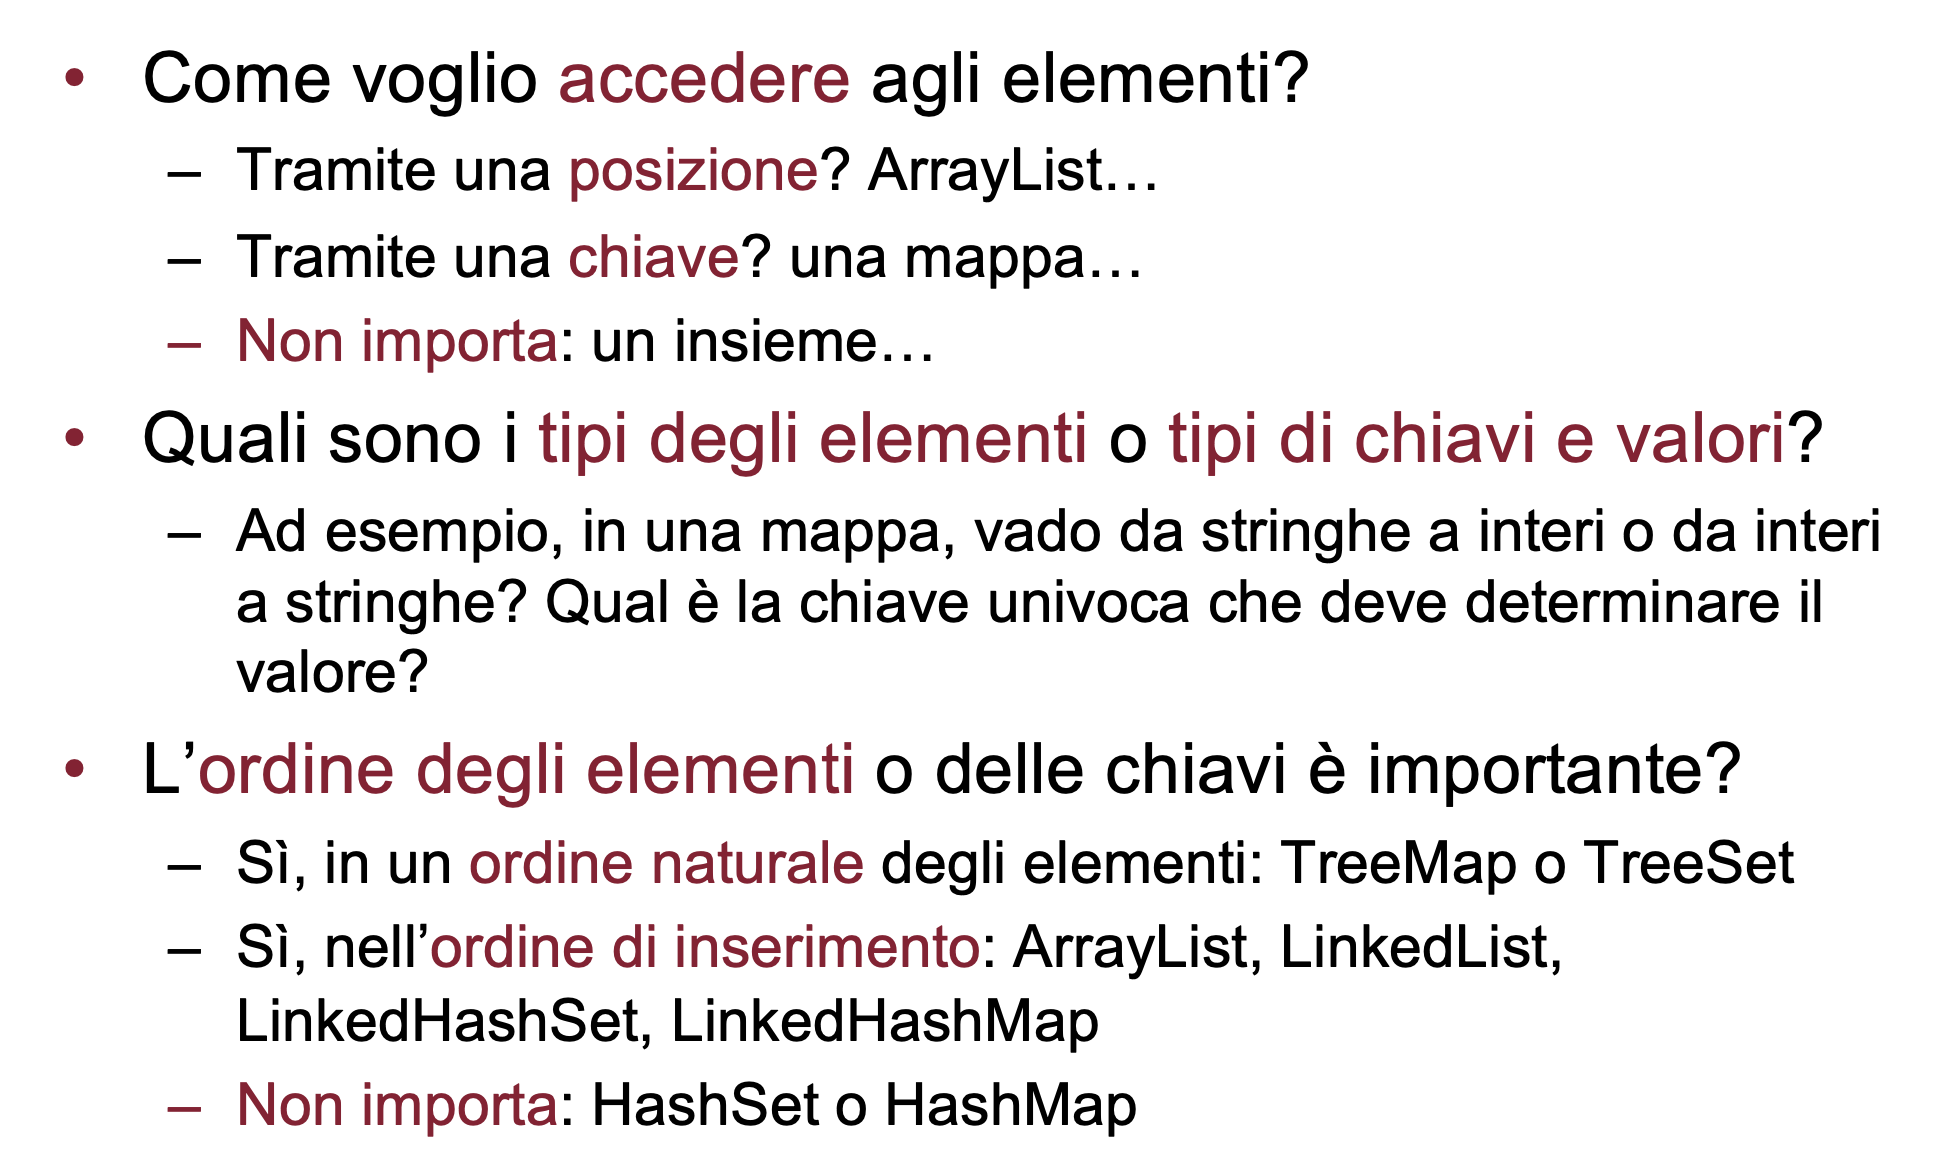 • Come voglio accedere agli elementi?
– Tramite una posizione? ArrayList…
– Tramite una chiave? una mappa…
– Non importa: un insieme…
• Quali sono i tipi degli elementi o tipi di chiavi e valori?
– Ad esempio, in una mappa, vado da stringhe a interi o da interi
a stringhe? Qual è la chiave univoca che deve determinare il
valore?
• L’ordine degli elementi o delle chiavi è importante?
– Sì, in un ordine naturale degli elementi: TreeMap o TreeSet
– Sì, nell’ordine di inserimento: ArrayList, LinkedList,
LinkedHashSet, LinkedHashMap
– Non importa: HashSet o HashMap